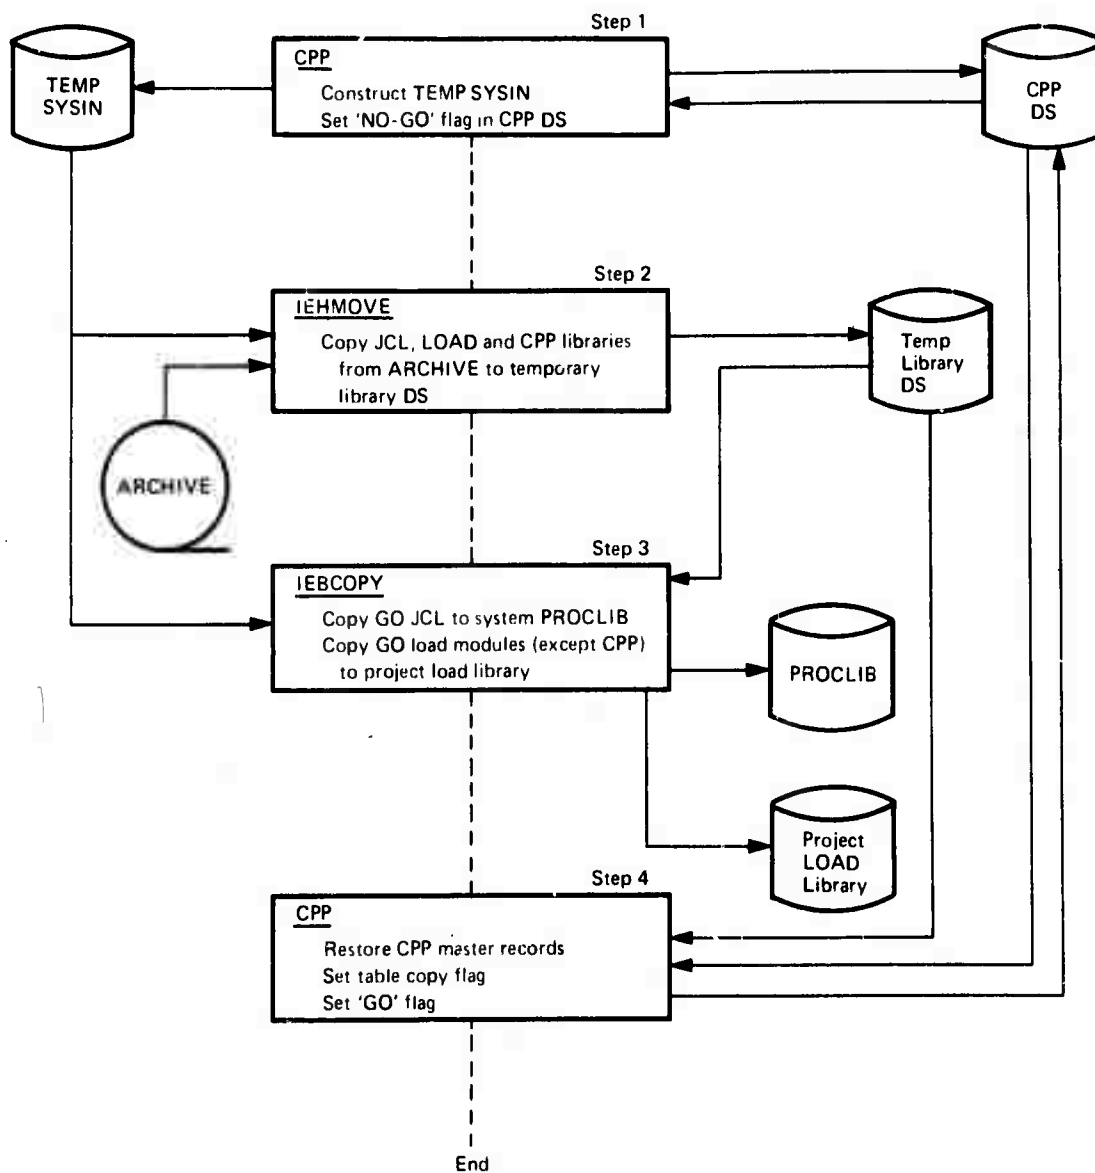 Step 1
CPP
Construct TEMP SYSIN
Set 'NO-GO' flag in CPP DS
TEMP
SYSIN
CPP
DS
Step 2
IEHMOVE
Copy JCL, LOAD and CPP libraries
from ARCHIVE to temporary
library DS
Temp
Library
DS
ARCHIVE
Step 3
IEBCOPY
Copy GO JCL to system PROCLIB
Copy GO load modules (except CPP)
to project load library
PROCLIB
Project
LOAD
Library
Step 4
CPP
Restore CPP master records
Set table copy flag
Set 'GO' flag
End